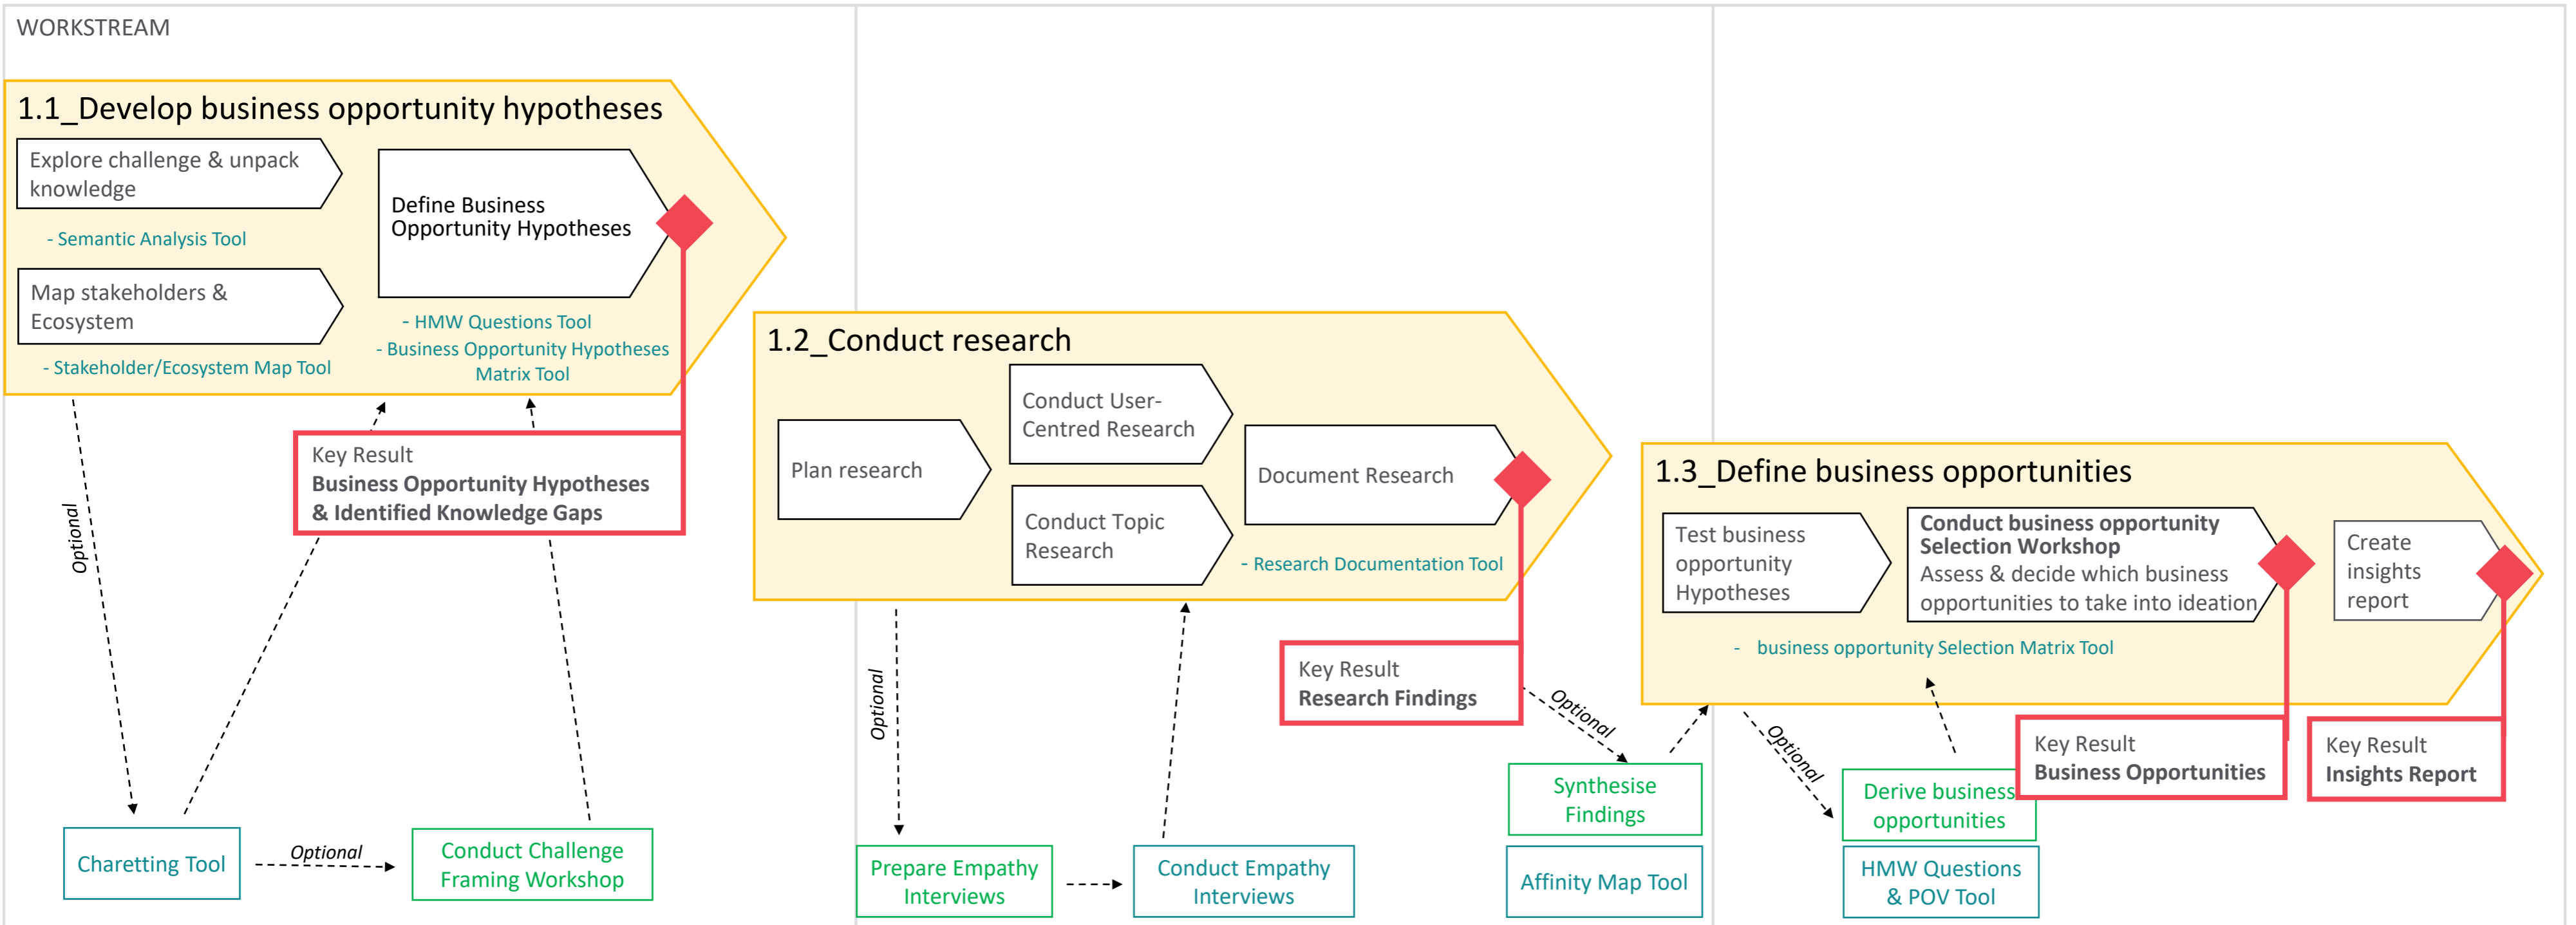 WORKSTREAM
1.1_Develop business opportunity hypotheses
Explore challenge & unpack
knowledge
- Semantic Analysis Tool
Map stakeholders &
Ecosystem
- Stakeholder/Ecosystem Map Tool
Define Business
Opportunity Hypotheses
- HMW Questions Tool
- Business Opportunity Hypotheses
Matrix Tool
Key Result
Business Opportunity Hypotheses
& Identified Knowledge Gaps
Optional
Charetting Tool
Optional
Conduct Challenge
Framing Workshop
1.2_Conduct research
Plan research
Conduct User-
Centred Research
Conduct Topic
Research
Document Research
- Research Documentation Tool
Key Result
Research Findings
Optional
Prepare Empathy
Interviews
Conduct Empathy
Interviews
Optional
Synthesise
Findings
Affinity Map Tool
1.3_Define business opportunities
Test business
opportunity
Hypotheses
Conduct business opportunity
Selection Workshop
Assess & decide which business
opportunities to take into ideation
Create
insights
report
- business opportunity Selection Matrix Tool
Optional
Derive business
opportunities
HMW Questions
& POV Tool
Key Result
Business Opportunities
Key Result
Insights Report